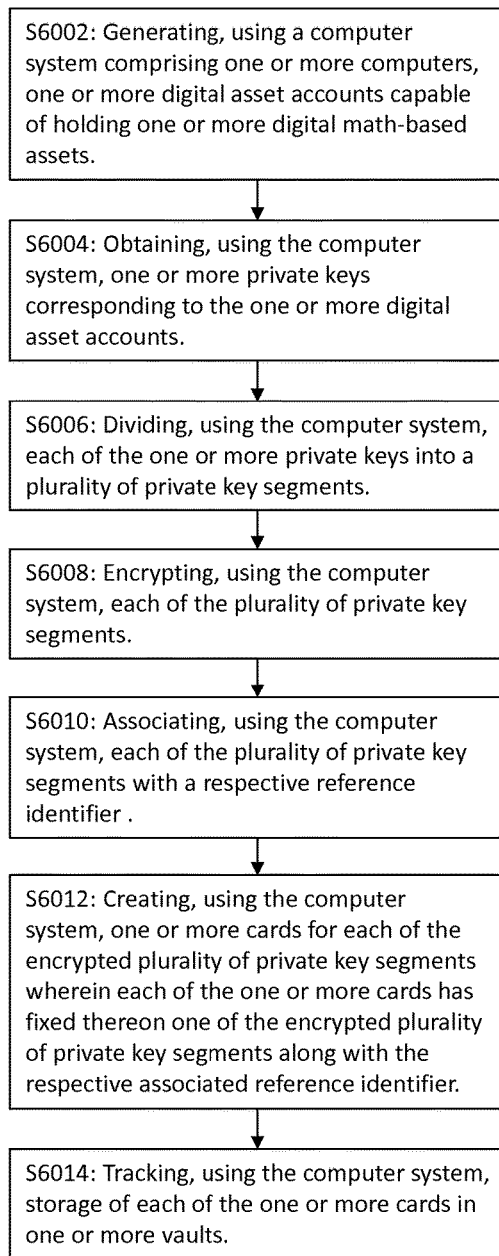 S6002: Generating, using a computer
system comprising one or more computers,
one or more digital asset accounts capable
of holding one or more digital math-based
assets.
S6004: Obtaining, using the computer
system, one or more private keys
corresponding to the one or more digital
asset accounts.
S6006: Dividing, using the computer system,
each of the one or more private keys into a
plurality of private key segments.
S6008: Encrypting, using the computer
system, each of the plurality of private key
segments.
S6010: Associating, using the computer
system, each of the plurality of private key
segments with a respective reference
identifier .
S6012: Creating, using the computer
system, one or more cards for each of the
encrypted plurality of private key segments
wherein each of the one or more cards has
fixed thereon one of the encrypted plurality
of private key segments along with the
respective associated reference identifier.
S6014: Tracking, using the computer system,
storage of each of the one or more cards in
one or more vaults.